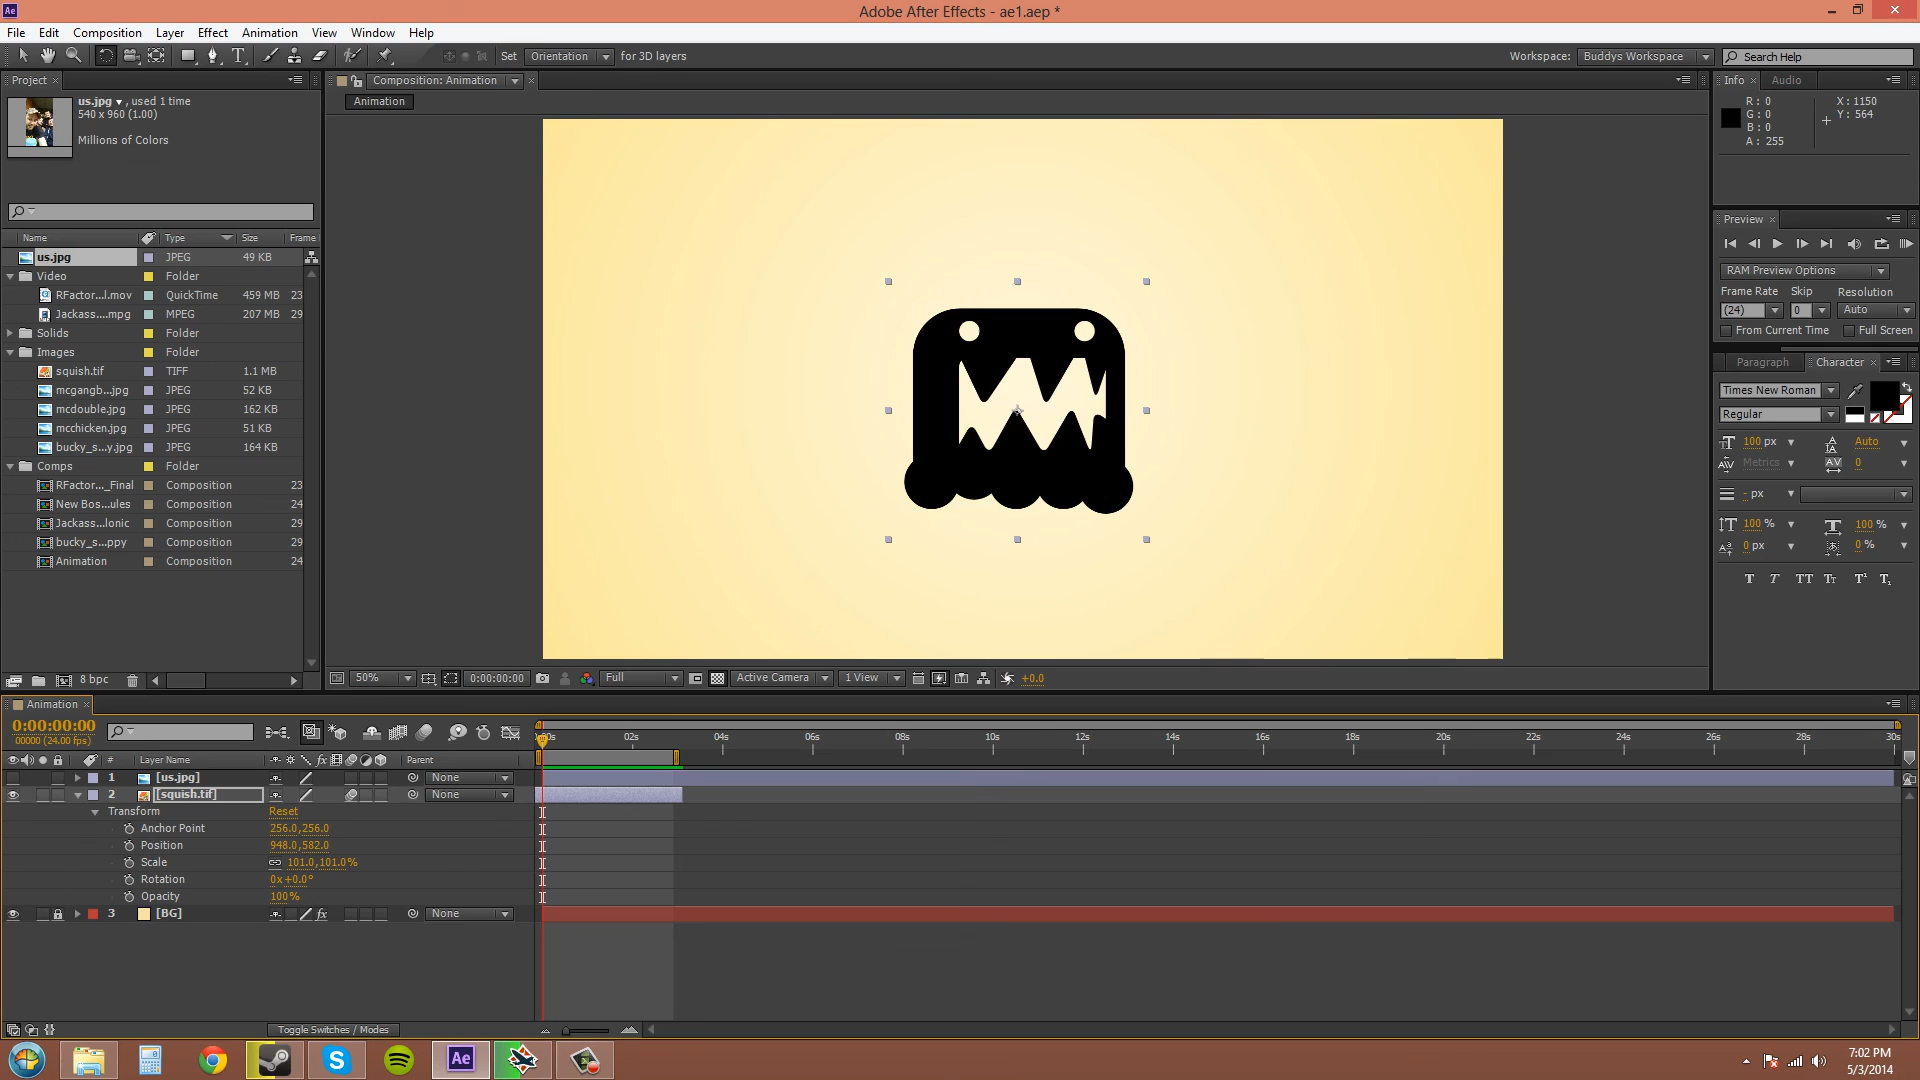 Ae
Adobe After Effects - ae1.aep *
File Edit Composition Layer Effect Animation View Window Help
T Set Orientation for 3D layers Workspace: Buddys Workspace Search Help
Project
us.jpg , used 1 time
540 x 960 (1.00)
Millions of Colors
Name Type Size Frame
us.jpg JPEG 49 KB
Video Folder
RFactor...l.mov QuickTime 459 MB 23
Jackass....mpg MPEG 207 MB 29
Solids Folder
Images Folder
squish.tif TIFF 1.1 MB
mcgangb...jpg JPEG 52 KB
mcdouble.jpg JPEG 162 KB
mcchicken.jpg JPEG 51 KB
bucky_s...y.jpg JPEG 164 KB
Comps Folder
RFactor..._Final Composition 23
New Bos...ules Composition 24
Jackass...lonic Composition 29
bucky_s...ppy Composition 29
Animation Composition 24
8 bpc
Composition: Animation
Animation
50% 0:00:00:00 Full Active Camera 1 View +0.0
Info Audio
R: 0 X: 1150
G: 0 Y: 564
B: 0
A: 255
Preview
RAM Preview Options
Frame Rate Skip Resolution
(24) 0 Auto
From Current Time Full Screen
Paragraph Character
Times New Roman
Regular
100 px Auto
Metrics 0
- px
100 % 100 %
0 px 0 %
T T TT Tт T¹ T₁
Animation
0:00:00:00
00000 (24.00 fps)
00s 02s 04s 06s 08s 10s 12s 14s 16s 18s 20s 22s 24s 26s 28s 30s
# Layer Name fx Parent
1 [us.jpg] None
2 [squish.tif] None
Transform Reset
Anchor Point 256.0,256.0
Position 948.0,582.0
Scale 101.0,101.0%
Rotation 0x+0.0°
Opacity 100%
3 [BG] fx None
Toggle Switches / Modes
Ae
7:02 PM
5/3/2014